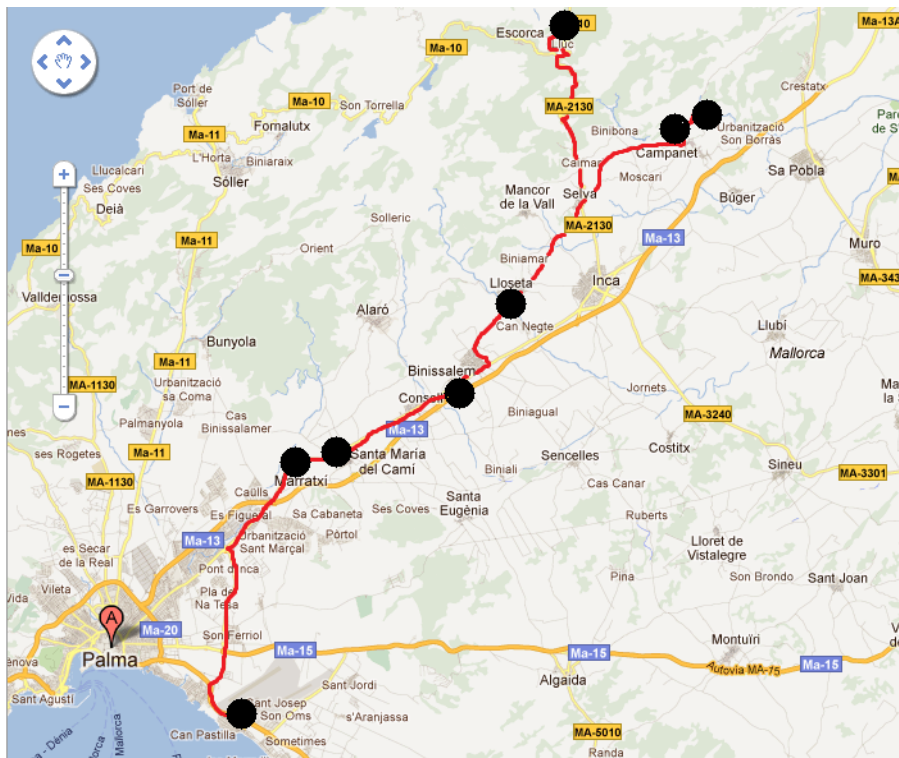 Escorca
10
Lluc
Ma-13A
Ma-10
Port de
Sóller
Ma-10
Son Torrella
MA-2130
Crestatx
Fornalutx
Ma-11
Binibona
Urbanització
Son Borràs
L'Horta
Biniaraix
Campanet
Llucalcari
Ses Coves
Sóller
Caimari
Moscari
Sa Pobla
Deià
Mancor
de la Vall
Selva
Búger
Solleric
MA-2130
Ma-10
Ma-11
Orient
Ma-13
Muro
Biniamar
MA-343
Valldemossa
Lloseta
Inca
Alaró
Can Negte
Llubí
Bunyola
Mallorca
Ma-11
Binissalem
MA-1130
Urbanització
sa Coma
Consell
Jornets
Palmanyola
Cas
Binissalemer
Biniagual
MA-3240
Ma-13
es Rogetes
Ma-11
Santa María
del Camí
Costitx
Sencelles
Biniali
Sineu
MA-3301
MA-1130
Marratxi
Caülls
Cas Canar
Es Garrovers
Es Figueral
Sa Cabaneta
Ses Coves
Santa
Eugènia
Ruberts
Pòrtol
Urbanització
Sant Marçal
es Secar
de la Real
Ma-13
Lloret de
Vistalegre
Pont d'Inca
Pina
Son Brondo
Sant Joan
Vileta
Pla de
Na Tesa
A
Ma-20
Son Ferriol
Ma-15
Montuïri
Palma
Ma-15
Autovia MA-15
Ma-15
Algaida
Sant Agustí
Sant Jordi
Sant Josep
Son Oms
s'Aranjassa
Can Pastilla
Sometimes
MA-5010
Randa